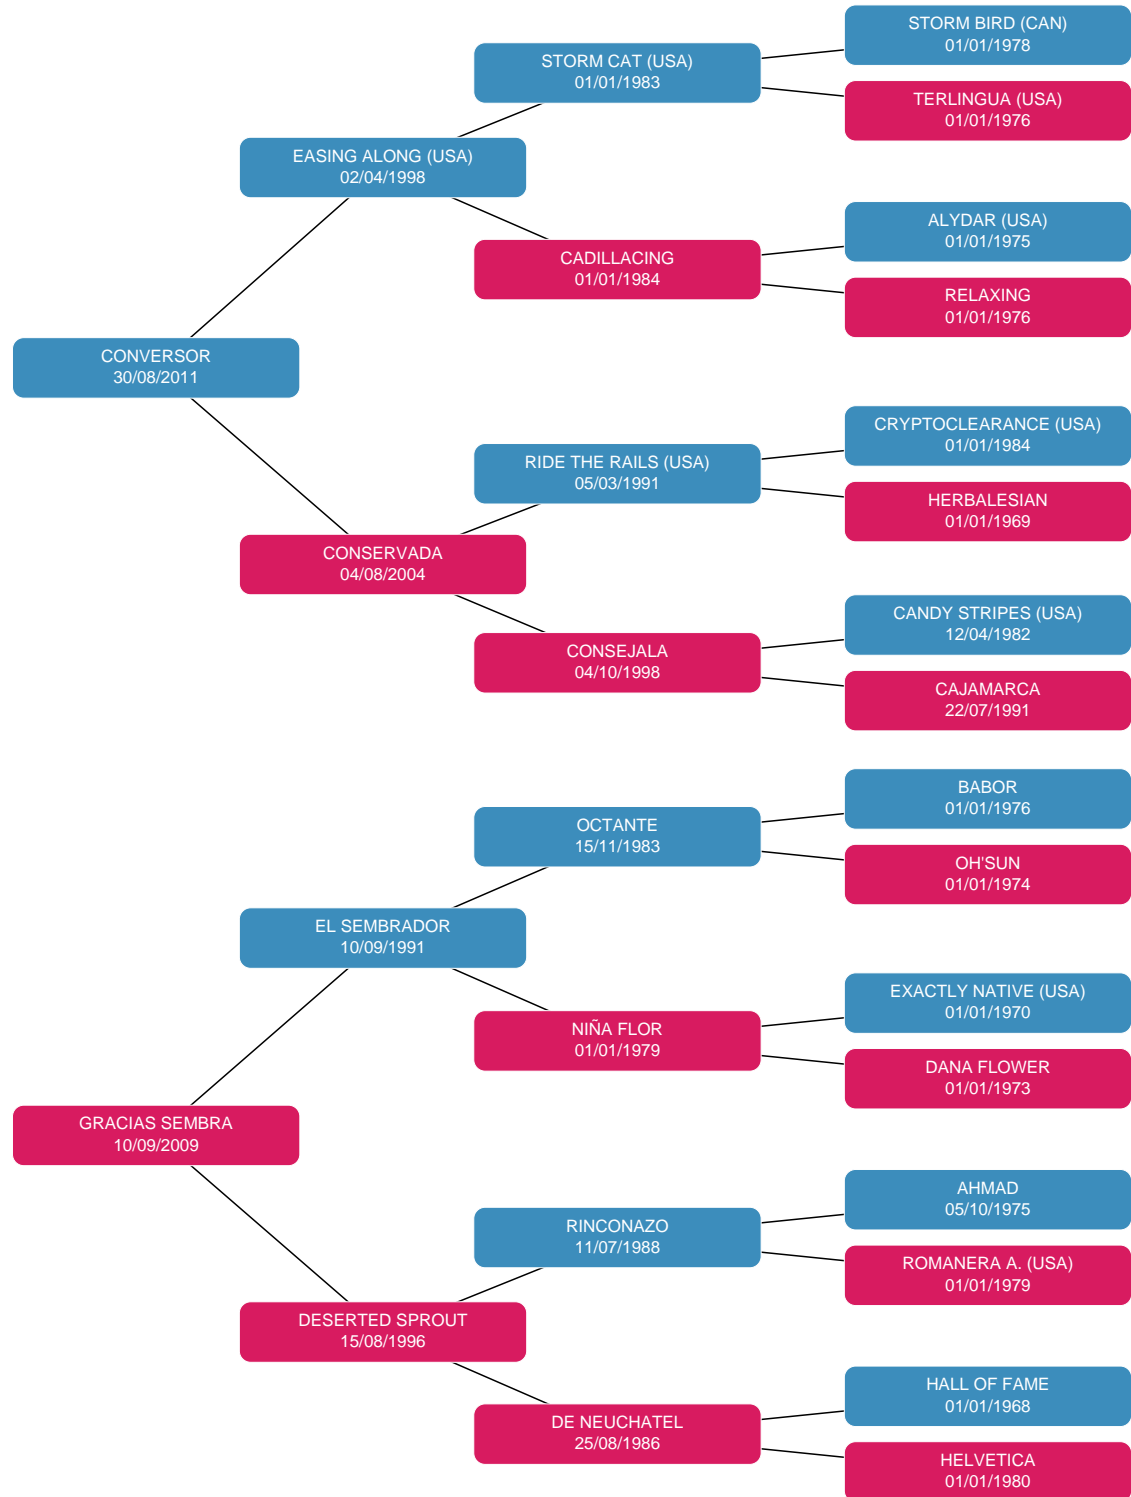 STORM BIRD (CAN)
01/01/1978
STORM CAT (USA)
01/01/1983
TERLINGUA (USA)
01/01/1976
EASING ALONG (USA)
02/04/1998
ALYDAR (USA)
01/01/1975
CADILLACING
01/01/1984
RELAXING
01/01/1976
CONVERSOR
30/08/2011
CRYPTOCLEARANCE (USA)
01/01/1984
RIDE THE RAILS (USA)
05/03/1991
HERBALESIAN
01/01/1969
CONSERVADA
04/08/2004
CANDY STRIPES (USA)
12/04/1982
CONSEJALA
04/10/1998
CAJAMARCA
22/07/1991
BABOR
01/01/1976
OCTANTE
15/11/1983
OH'SUN
01/01/1974
EL SEMBRADOR
10/09/1991
EXACTLY NATIVE (USA)
01/01/1970
NIÑA FLOR
01/01/1979
DANA FLOWER
01/01/1973
GRACIAS SEMBRA
10/09/2009
AHMAD
05/10/1975
RINCONAZO
11/07/1988
ROMANERA A. (USA)
01/01/1979
DESERTED SPROUT
15/08/1996
HALL OF FAME
01/01/1968
DE NEUCHATEL
25/08/1986
HELVETICA
01/01/1980